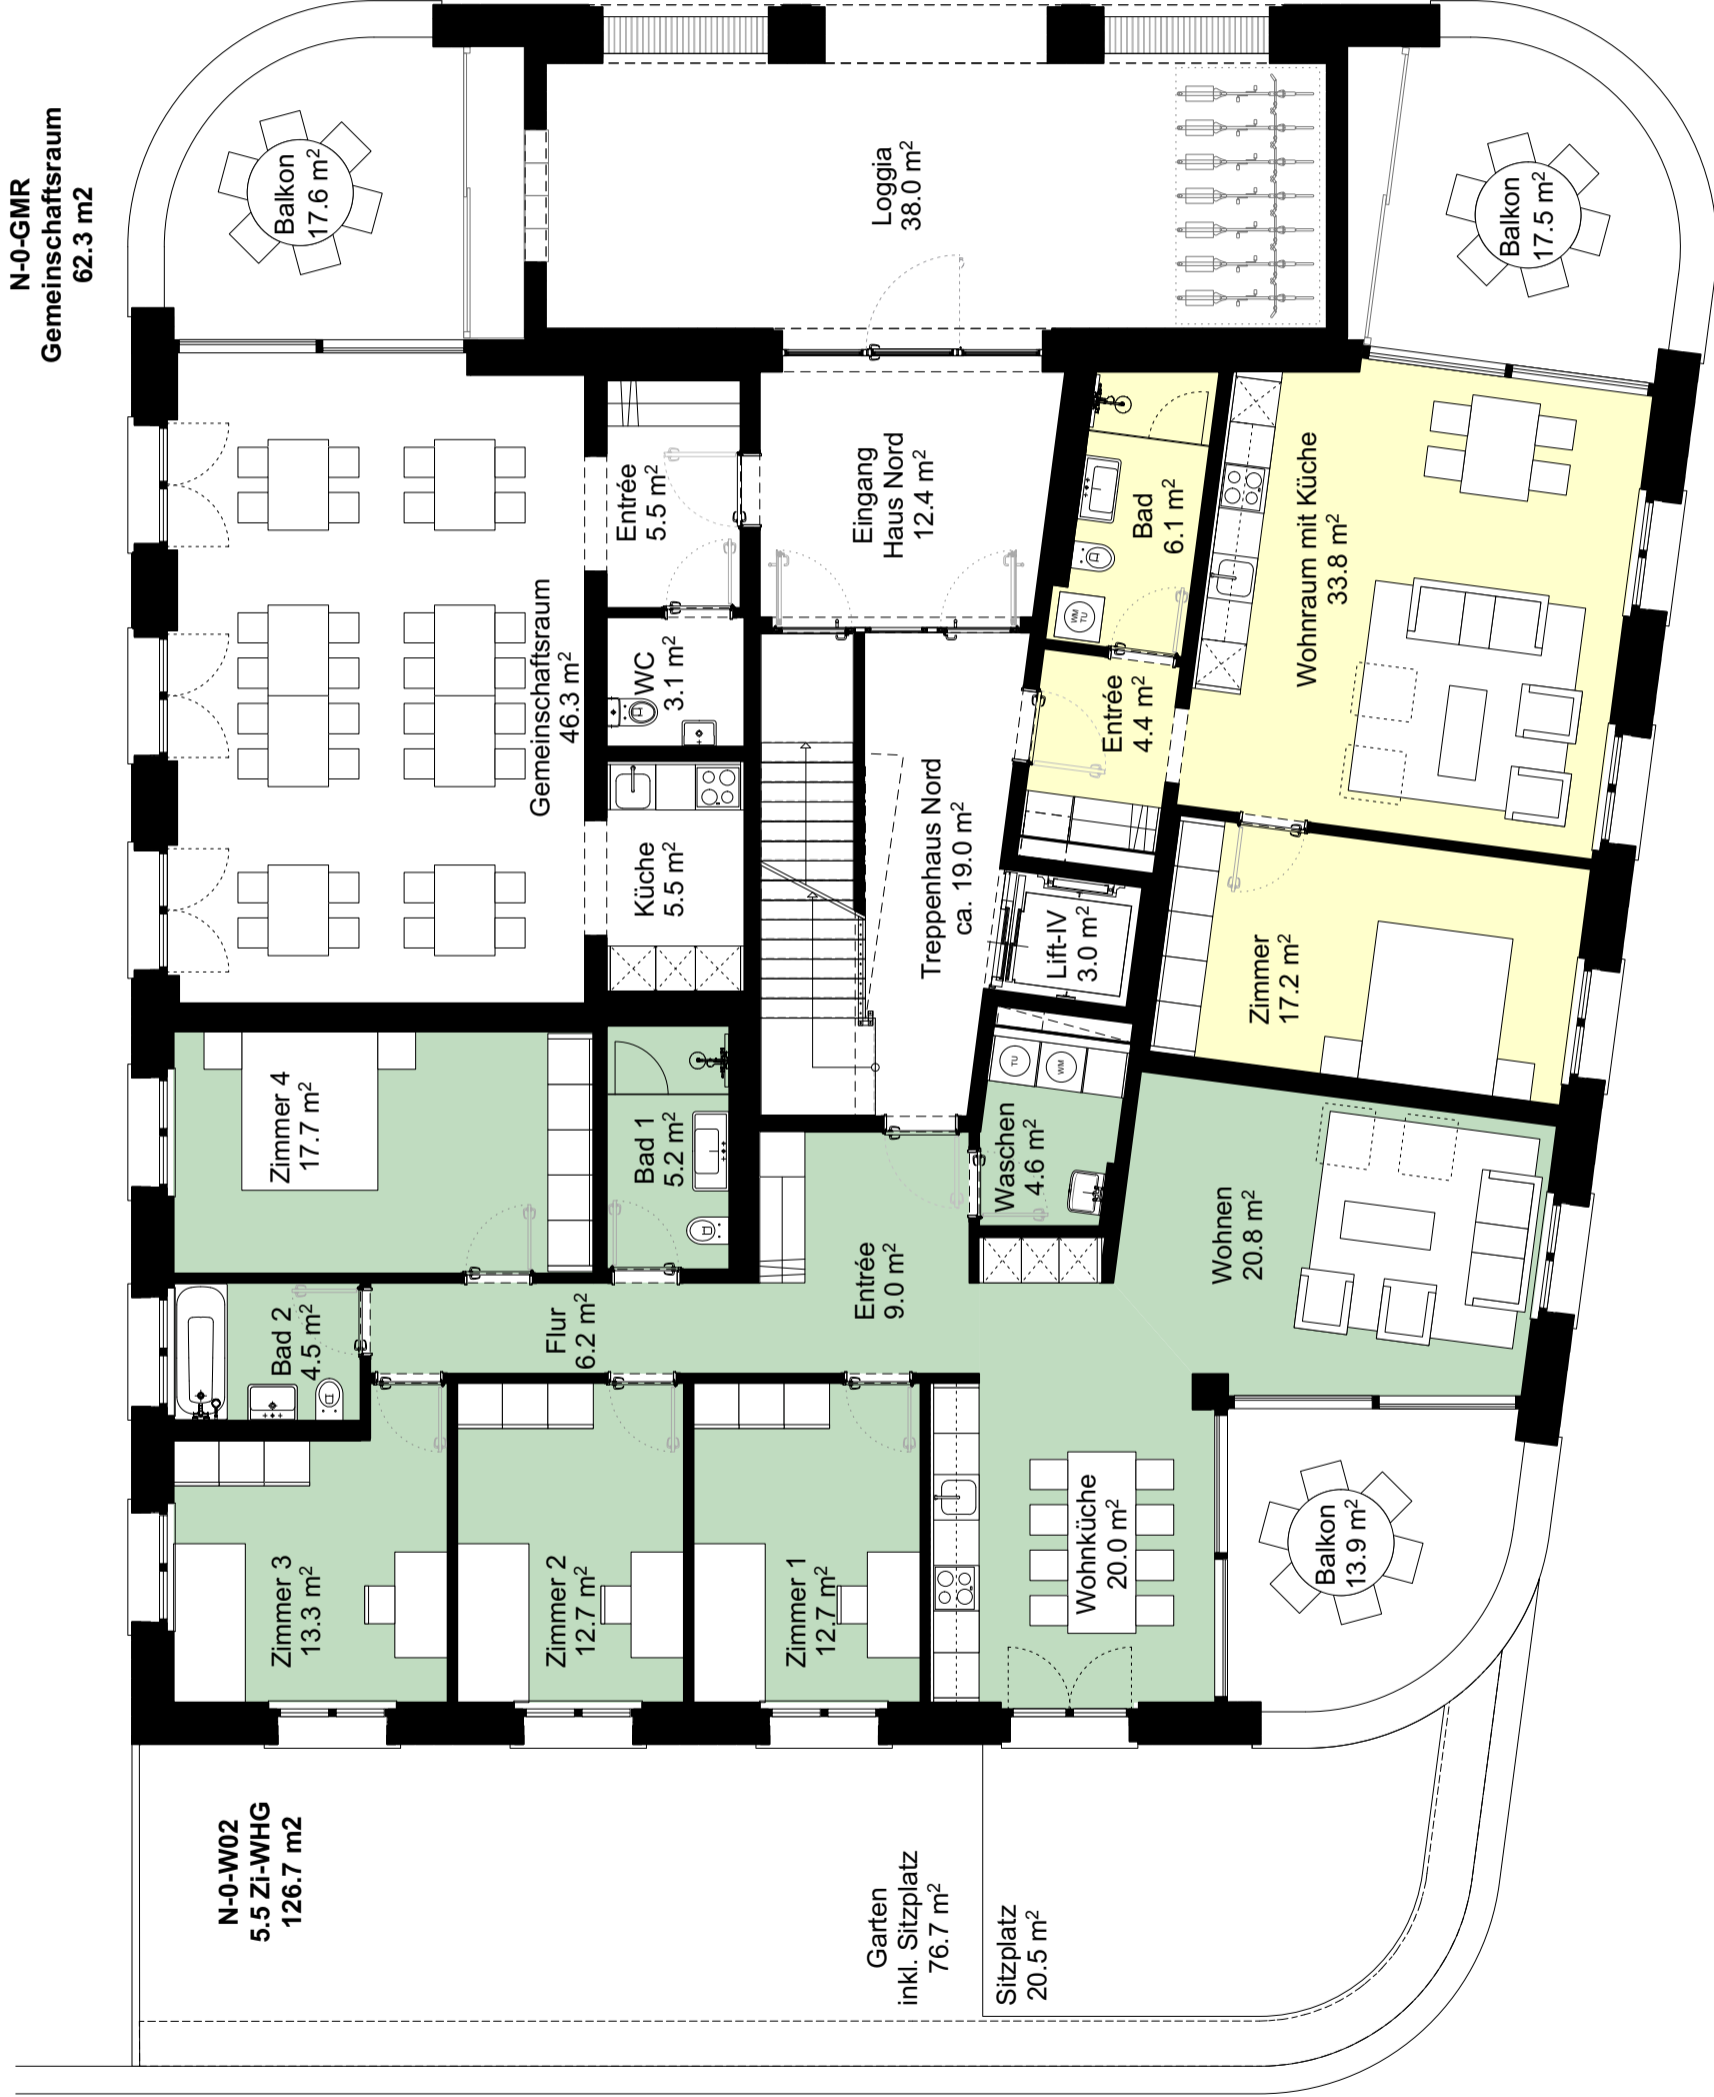 N-0-GMR
Gemeinschaftsraum
62.3 m2
Balkon
17.6 m²
Loggia
38.0 m²
Balkon
17.5 m²
Gemeinschaftsraum
46.3 m²
Entrée
5.5 m²
WC
3.1 m²
Küche
5.5 m²
Eingang
Haus Nord
12.4 m²
Treppenhaus Nord
ca. 19.0 m²
Bad
6.1 m²
WM
TU
Entrée
4.4 m²
Wohnraum mit Küche
33.8 m²
Lift-IV
3.0 m²
Zimmer
17.2 m²
Zimmer 4
17.7 m²
Bad 1
5.2 m²
Waschen
4.6 m²
TU
WM
Wohnen
20.8 m²
Entrée
9.0 m²
Flur
6.2 m²
Bad 2
4.5 m²
Zimmer 3
13.3 m²
Zimmer 2
12.7 m²
Zimmer 1
12.7 m²
Wohnküche
20.0 m²
Balkon
13.9 m²
N-0-W02
5.5 Zi-WHG
126.7 m2
Garten
inkl. Sitzplatz
76.7 m²
Sitzplatz
20.5 m²